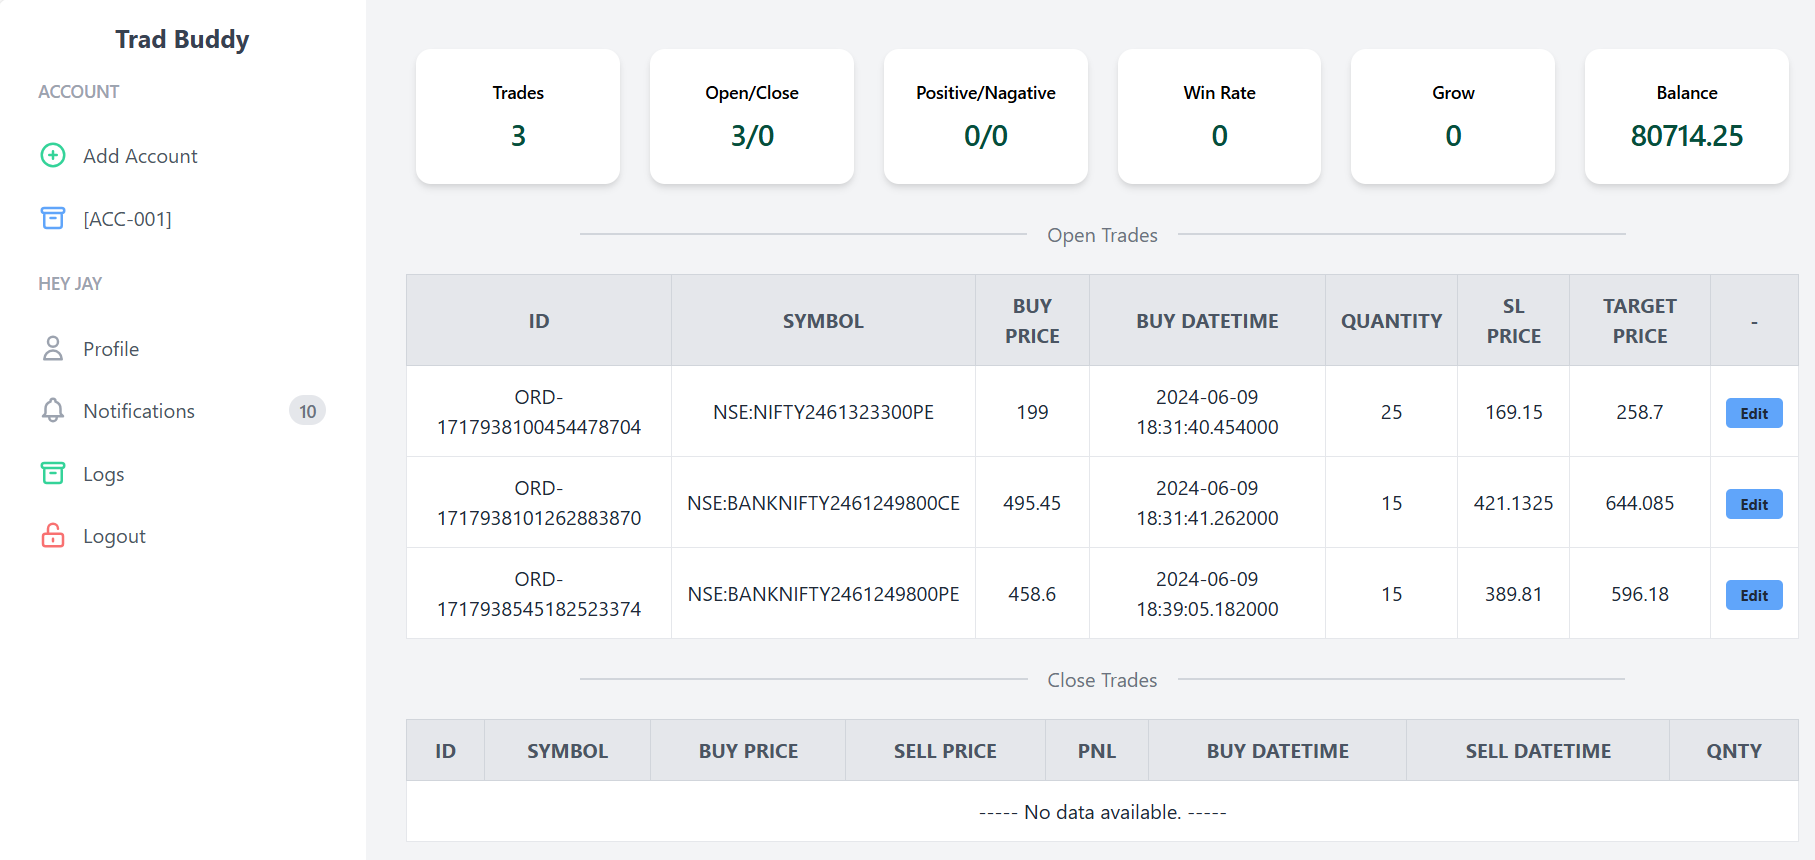 Trad Buddy
ACCOUNT
Add Account
[ACC-001]
HEY JAY
Profile
Notifications 10
Logs
Logout
Trades
3
Open/Close
3/0
Positive/Nagative
0/0
Win Rate
0
Grow
0
Balance
80714.25
Open Trades
ID SYMBOL BUY PRICE BUY DATETIME QUANTITY SL PRICE TARGET PRICE -
ORD-
1717938100454478704
NSE:NIFTY2461323300PE
199
2024-06-09
18:31:40.454000
25
169.15
258.7
Edit
ORD-
1717938101262883870
NSE:BANKNIFTY2461249800CE
495.45
2024-06-09
18:31:41.262000
15
421.1325
644.085
Edit
ORD-
1717938545182523374
NSE:BANKNIFTY2461249800PE
458.6
2024-06-09
18:39:05.182000
15
389.81
596.18
Edit
Close Trades
ID SYMBOL BUY PRICE SELL PRICE PNL BUY DATETIME SELL DATETIME QNTY
----- No data available. -----